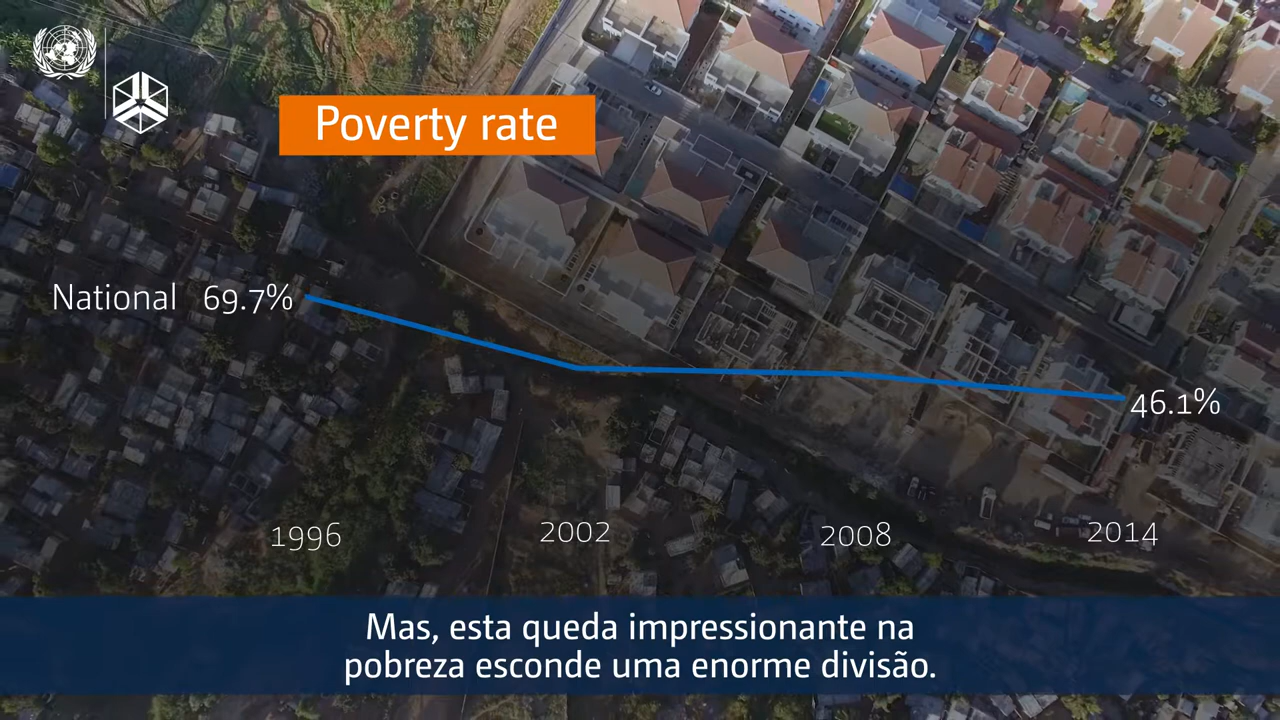 Poverty rate
National 69.7%
46.1%
1996 2002 2008 2014
Mas, esta queda impressionante na
pobreza esconde uma enorme divisão.